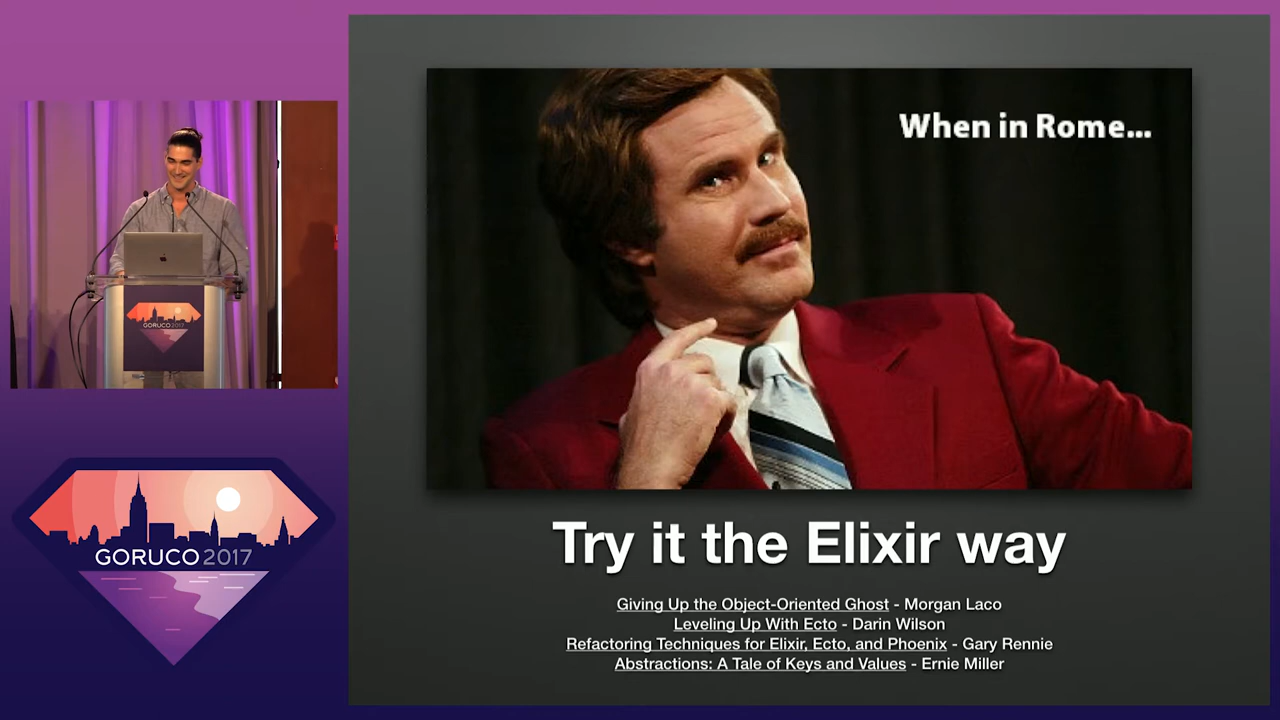 When in Rome...
Try it the Elixir way
Giving Up the Object-Oriented Ghost - Morgan Laco
Leveling Up With Ecto - Darin Wilson
Refactoring Techniques for Elixir, Ecto, and Phoenix - Gary Rennie
Abstractions: A Tale of Keys and Values - Ernie Miller
GORUCO 2017
GORUCO 2017